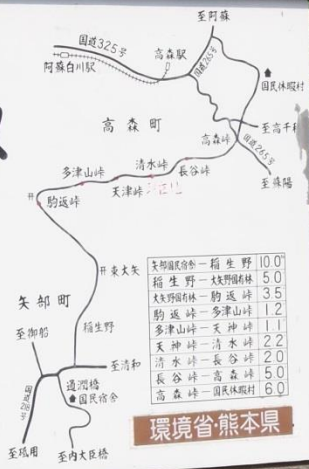 至阿蘇
国道325号
高森駅
阿蘇白川駅
国道265号
国民休暇村
高森町
高森峠
至高千
国道265号
清水峠
多津山峠
長谷峠
天津峠
至蘇陽
駒返峠
矢部国民宿舎―稲生野 10.0
稲生野―大矢野国有林 5.0
大矢野国有林―駒返峠 3.5
駒返峠―多津山峠 1.2
多津山峠―天神峠 1.1
天神峠―清水峠 2.2
清水峠―長谷峠 2.0
長谷峠―高森峠 5.0
高森峠―国民休暇村 6.0
東大矢
矢部町
至御船
稲生野
至清和
通潤橋
国民宿舎
国道218号
至砥用
至内大臣橋
環境省・熊本県